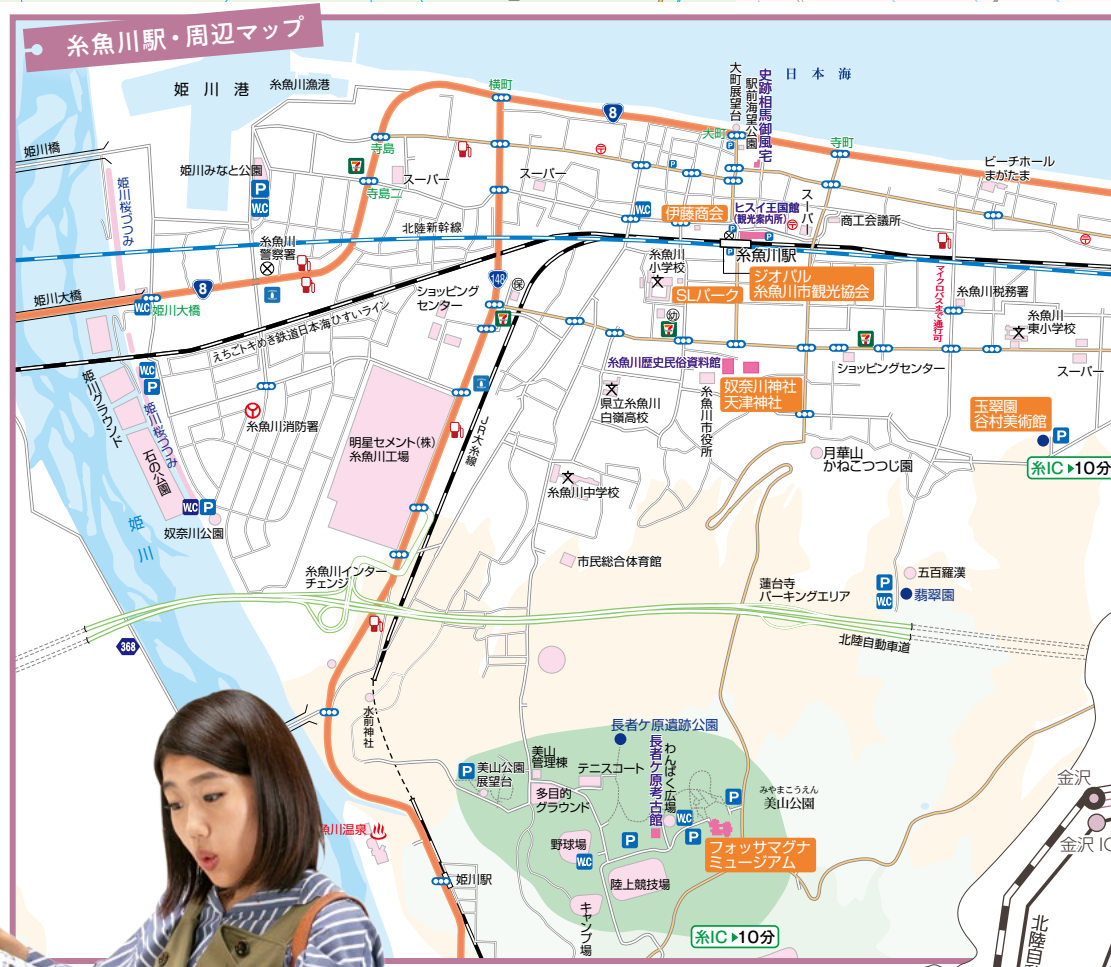 糸魚川駅・周辺マップ
日本海
姫川港
糸魚川漁港
横町
8
大町展望台
駅前海望公園
史跡相馬御風宅
大町
寺町
姫川橋
寺島
寺島二
7
スーパー
スーパー
ビーチホール
まがたま
姫川みなと公園
P
W.C
姫川桜づつみ
W.C
伊藤商会
ヒスイ王国館
(観光案内所)
スーパー
商工会議所
北陸新幹線
糸魚川
警察署
糸魚川駅
糸魚川
小学校
SLパーク
ジオパル
糸魚川市観光協会
マイクロバスまで通行可
糸魚川税務署
糸魚川
東小学校
姫川大橋
8
W.C
姫川大橋
148
保
ショッピング
センター
7
幼
7
7
えちごトキめき鉄道日本海ひすいライン
糸魚川歴史民俗資料館
ショッピングセンター
スーパー
W.C
P
姫川グラウンド
姫川桜づつみ
糸魚川消防署
明星セメント(株)
糸魚川工場
JR大糸線
県立糸魚川
白嶺高校
糸魚川市役所
奴奈川神社
天津神社
玉翠園
谷村美術館
P
糸IC▶10分
月華山
かねこつつじ園
石の公園
W.C
P
奴奈川公園
姫川
糸魚川中学校
市民総合体育館
糸魚川インター
チェンジ
蓮台寺
パーキングエリア
P
W.C
五百羅漢
翡翠園
北陸自動車道
368
水前神社
長者ケ原遺跡公園
長者ケ原考古館
わんぱく広場
P
美山公園
展望台
美山
管理棟
テニスコート
多目的
グラウンド
P
みやまこうえん
美山公園
W.C
P
P
野球場
W.C
フォッサマグナ
ミュージアム
陸上競技場
キャンプ場
魚川温泉
姫川駅
糸IC▶10分
金沢
金沢IC
北陸自